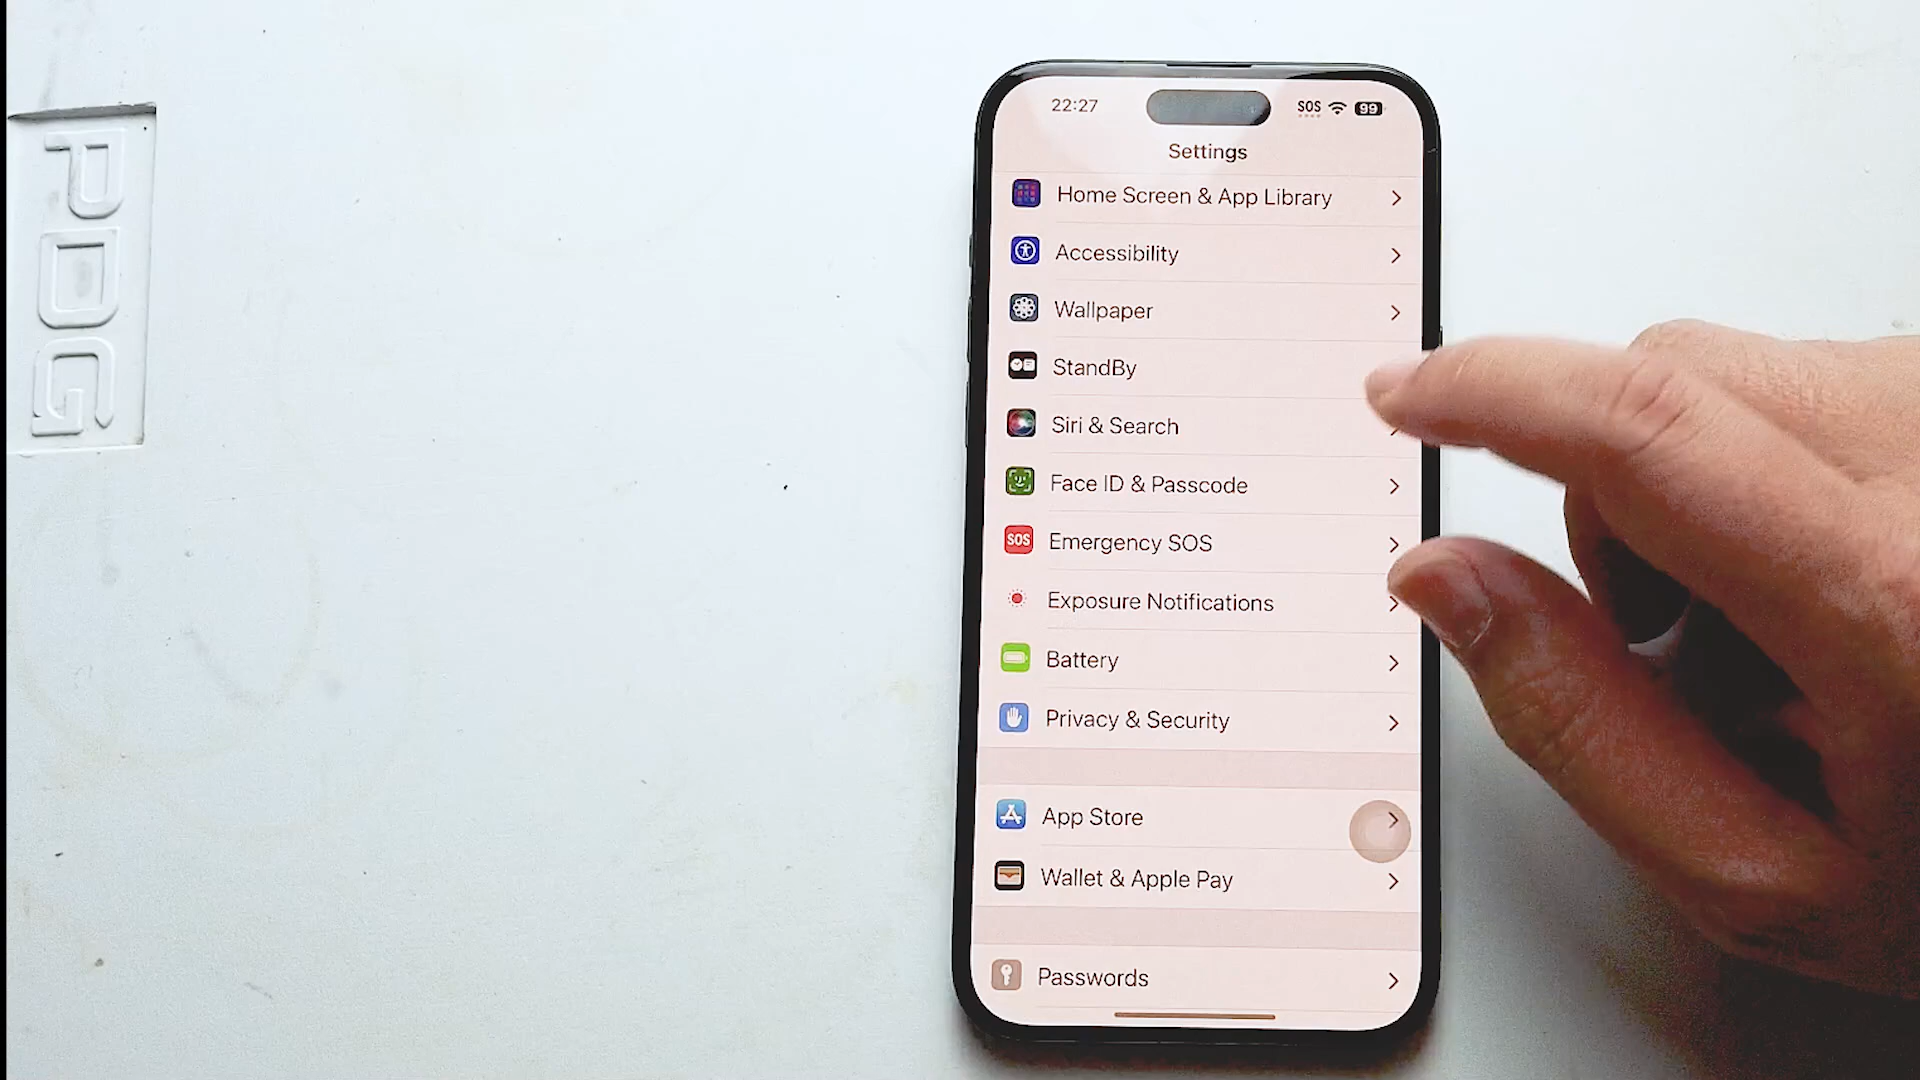 PDG
22:27
SOS
99
Settings
Home Screen & App Library
Accessibility
Wallpaper
StandBy
Siri & Search
Face ID & Passcode
SOS
Emergency SOS
Exposure Notifications
Battery
Privacy & Security
App Store
Wallet & Apple Pay
Passwords